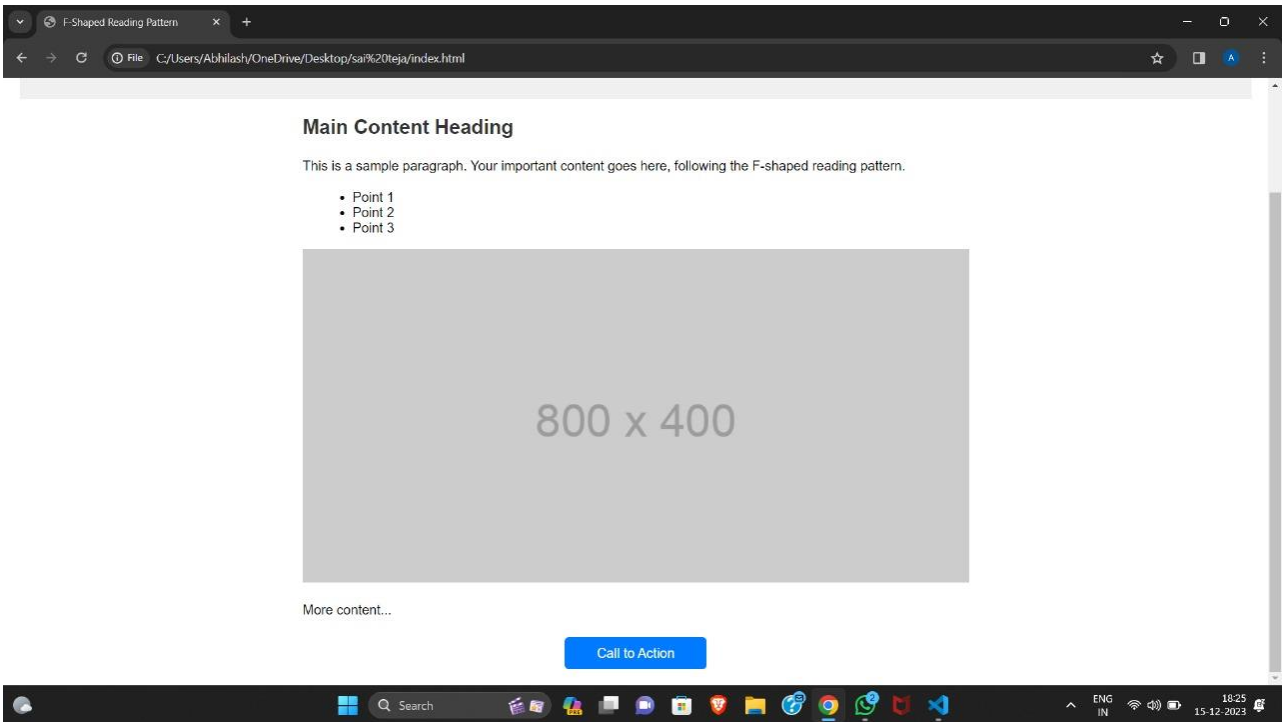 F-Shaped Reading Pattern
File C:/Users/Abhilash/OneDrive/Desktop/sai%20teja/index.html
A
Main Content Heading
This is a sample paragraph. Your important content goes here, following the F-shaped reading pattern.
• Point 1
• Point 2
• Point 3
800 x 400
More content...
Call to Action
Search
PRE
2
ENG
IN
18:25
15-12-2023